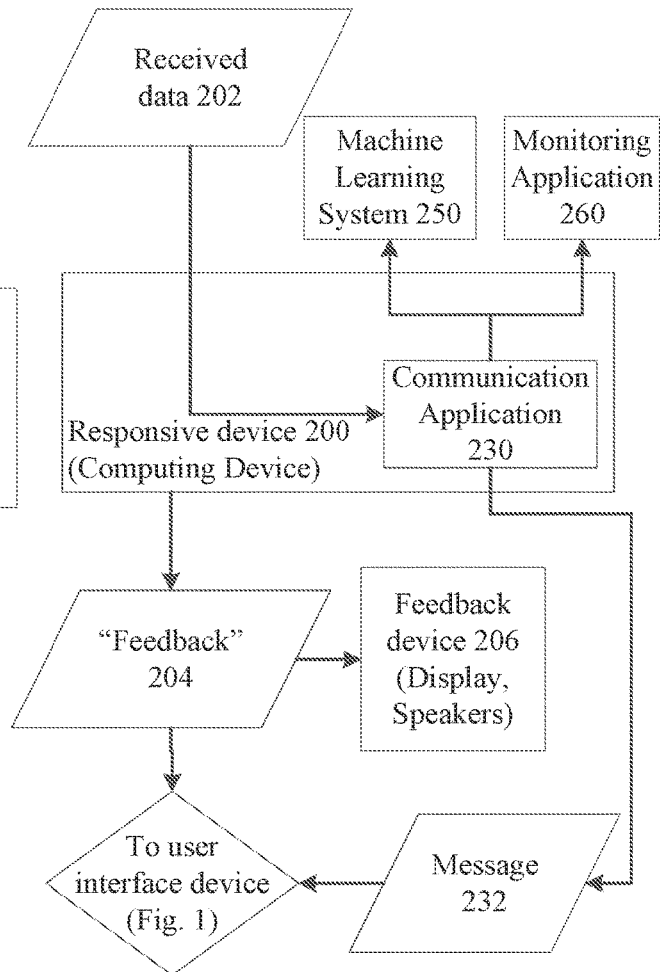 Received
data 202
Machine
Learning
System 250
Monitoring
Application
260
Communication
Application
230
Responsive device 200
(Computing Device)
“Feedback”
204
Feedback
device 206
(Display,
Speakers)
To user
interface device
(Fig. 1)
Message
232